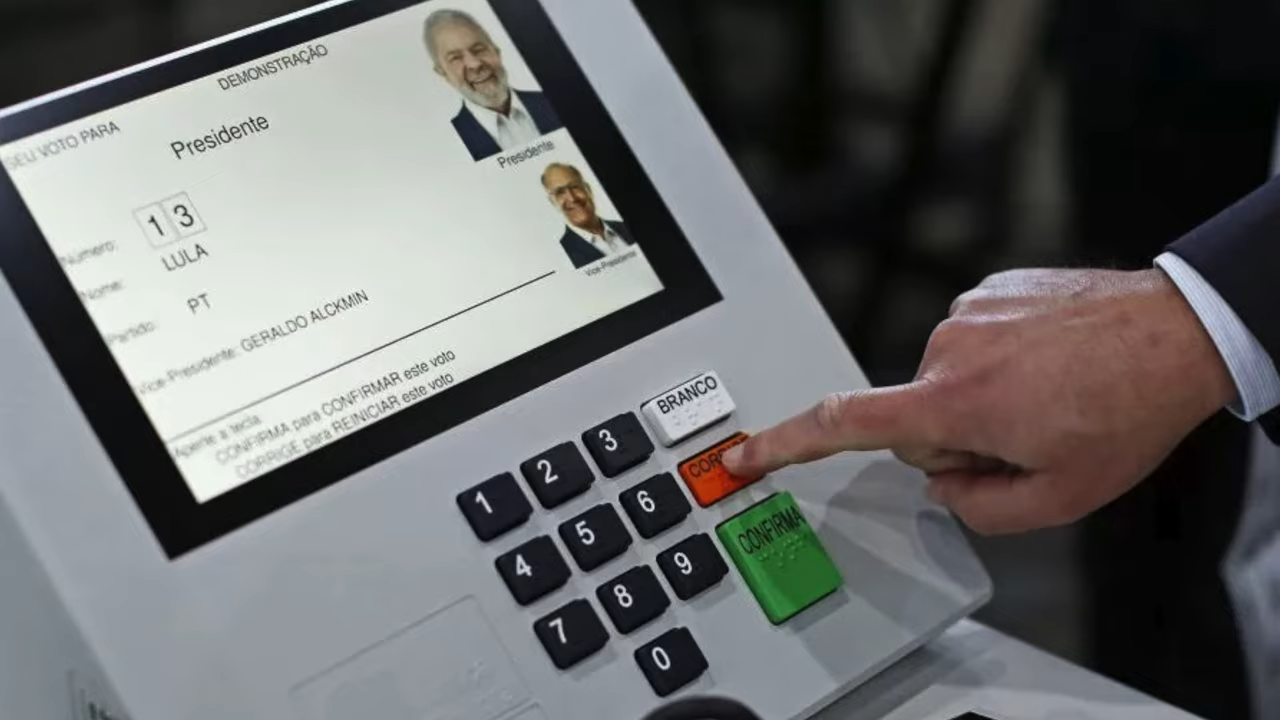 DEMONSTRAÇÃO
SEU VOTO PARA
Presidente
Presidente
Número: 13
Nome: LULA
Partido: PT
Vice-Presidente: GERALDO ALCKMIN
Vice-Presidente
Aperte a tecla
CONFIRMA para CONFIRMAR este voto
CORRIGE para REINICIAR este voto
BRANCO
1 2 3
COR
4 5 6
CONFIRMA
7 8 9
0